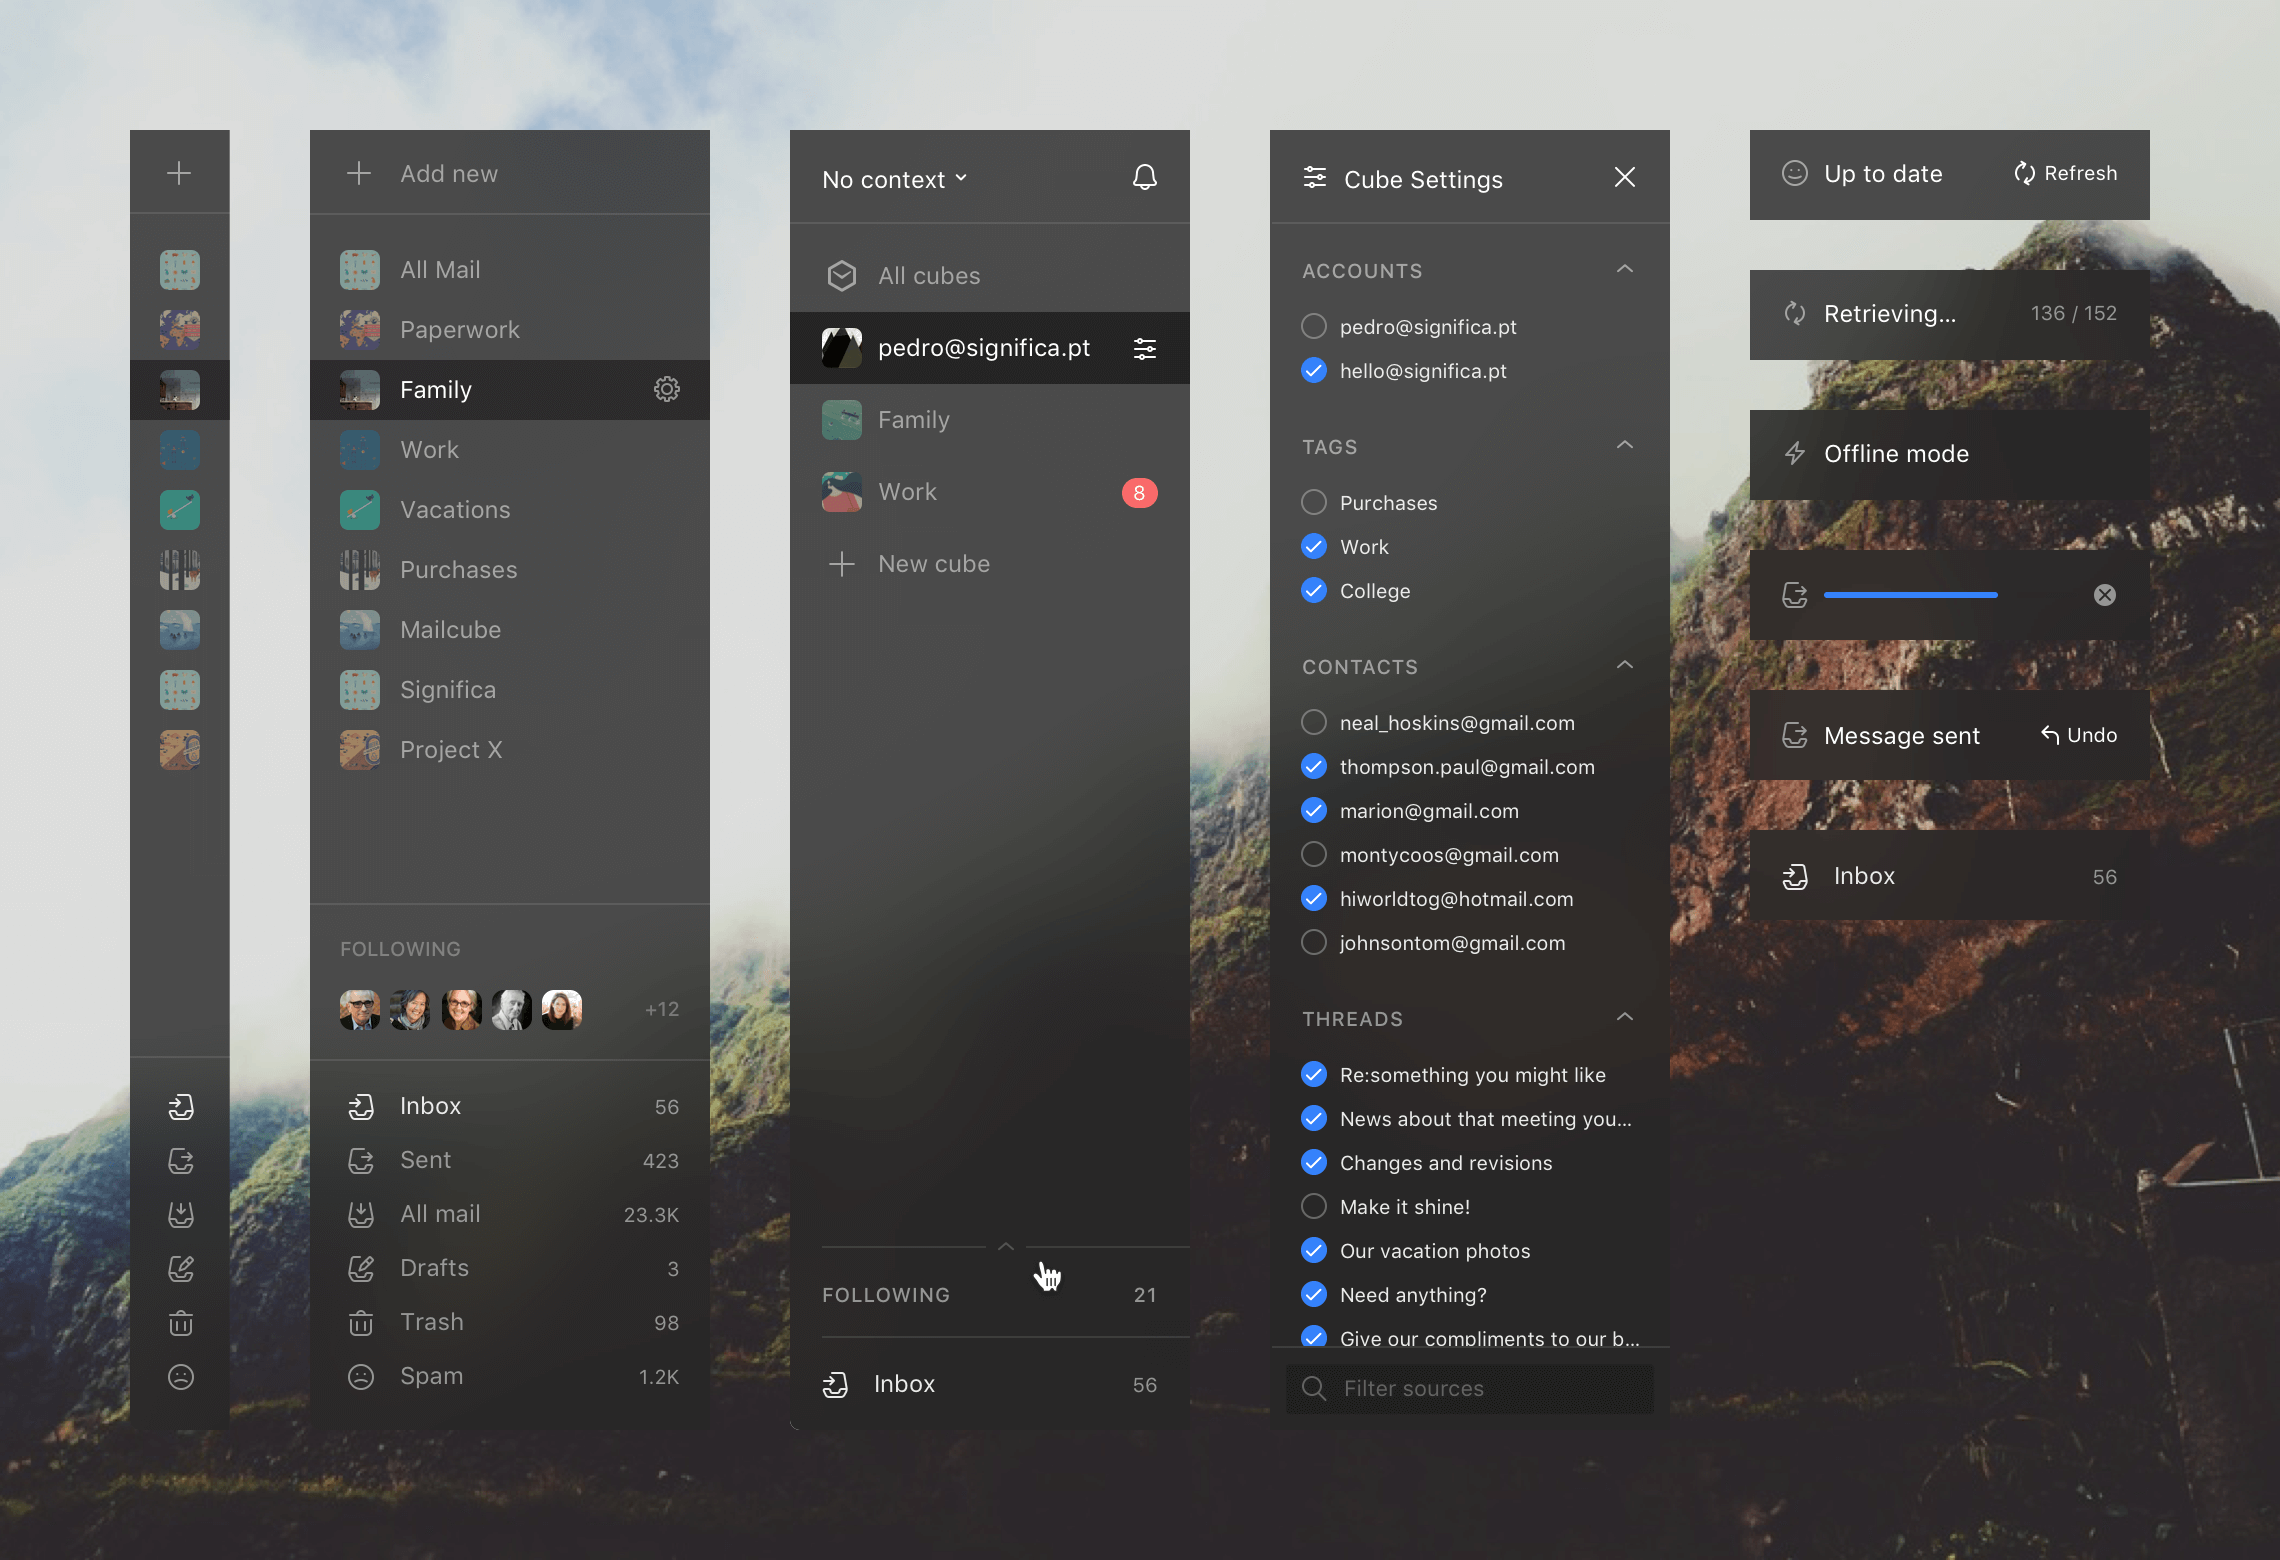 Add new
All Mail
Paperwork
Family
Work
Vacations
Purchases
Mailcube
Significa
Project X
FOLLOWING
+12
Inbox 56
Sent 423
All mail 23.3K
Drafts 3
Trash 98
Spam 1.2K
No context
All cubes
pedro@significa.pt
Family
Work 8
New cube
FOLLOWING 21
Inbox 56
Cube Settings
ACCOUNTS
pedro@significa.pt
hello@significa.pt
TAGS
Purchases
Work
College
CONTACTS
neal_hoskins@gmail.com
thompson.paul@gmail.com
marion@gmail.com
montycoos@gmail.com
hiworldtog@hotmail.com
johnsontom@gmail.com
THREADS
Re:something you might like
News about that meeting you...
Changes and revisions
Make it shine!
Our vacation photos
Need anything?
Give our compliments to our b...
Filter sources
Up to date Refresh
Retrieving... 136 / 152
Offline mode
Message sent Undo
Inbox 56